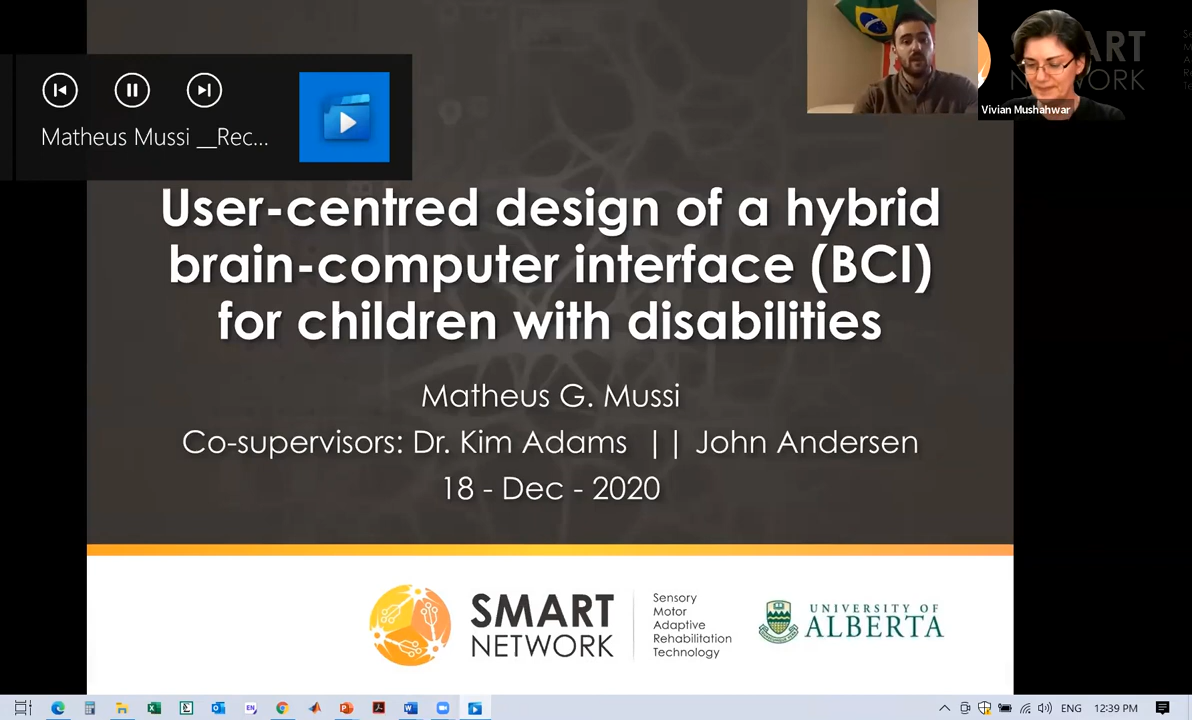 Matheus Mussi __Rec...
ART
NETWORK
Vivian Mushahwar
User-centred design of a hybrid
brain-computer interface (BCI)
for children with disabilities
Matheus G. Mussi
Co-supervisors: Dr. Kim Adams || John Andersen
18 - Dec - 2020
SMART
NETWORK
Sensory
Motor
Adaptive
Rehabilitation
Technology
UNIVERSITY OF
ALBERTA
ENG
12:39 PM